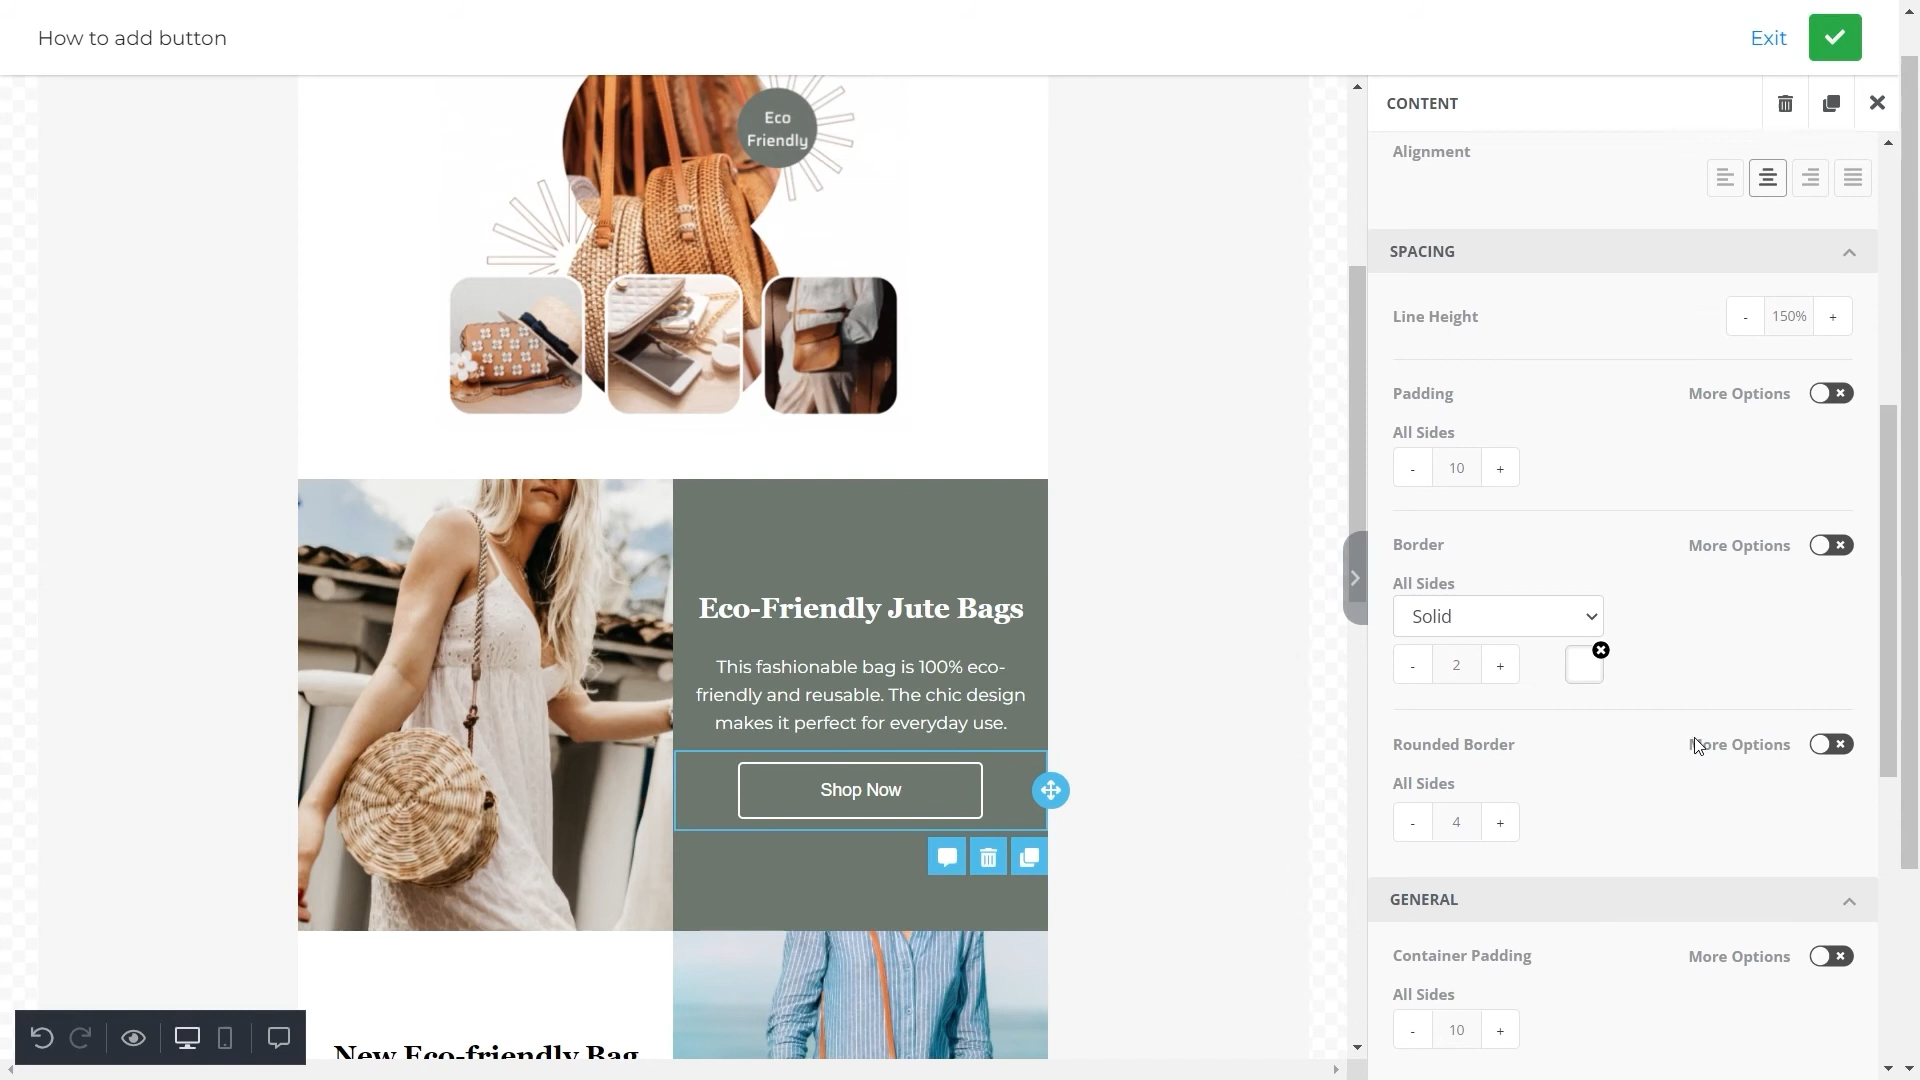 How to add button
Exit
CONTENT
Eco
Friendly
Alignment
SPACING
Line Height
- 150% +
Padding
More Options
All Sides
- 10 +
Border
More Options
All Sides
Solid
- 2 +
Rounded Border
More Options
All Sides
- 4 +
GENERAL
Container Padding
More Options
All Sides
- 10 +
Eco-Friendly Jute Bags
This fashionable bag is 100% eco-
friendly and reusable. The chic design
makes it perfect for everyday use.
Shop Now
New Eco-friendly Bag